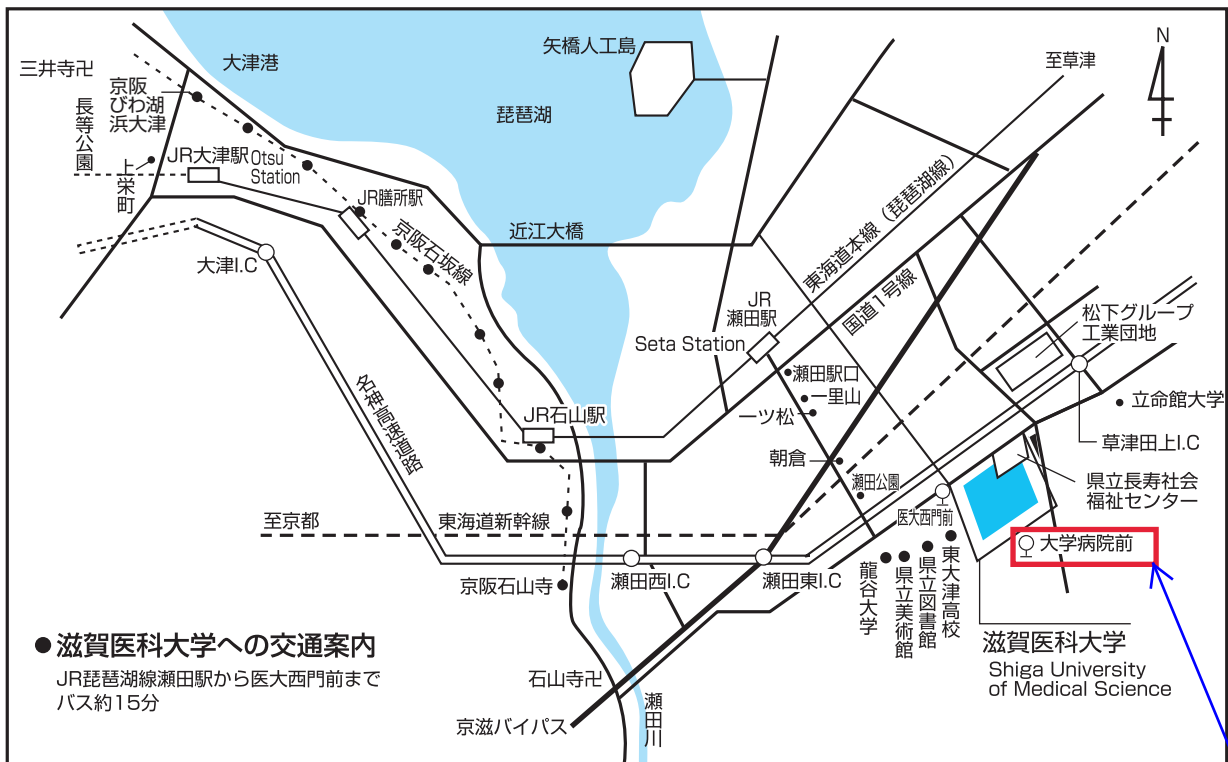 三井寺卍
大津港
矢橋人工島
至草津
N
京阪
びわ湖
浜大津
長等公園
琵琶湖
上栄町
JR大津駅
Otsu
Station
JR膳所駅
近江大橋
京阪石坂線
東海道本線（琵琶湖線）
国道1号線
大津I.C
JR
瀬田駅
Seta Station
松下グループ
工業団地
瀬田駅口
一里山
一ツ松
立命館大学
名神高速道路
JR石山駅
草津田上I.C
朝倉
瀬田公園
県立長寿社会
福祉センター
医大西門前
至京都
東海道新幹線
大学病院前
京阪石山寺
瀬田西I.C
瀬田東I.C
龍谷大学
県立美術館
県立図書館
東大津高校
滋賀医科大学
Shiga University
of Medical Science
●滋賀医科大学への交通案内
JR琵琶湖線瀬田駅から医大西門前まで
バス約15分
石山寺卍
瀬田川
京滋バイパス